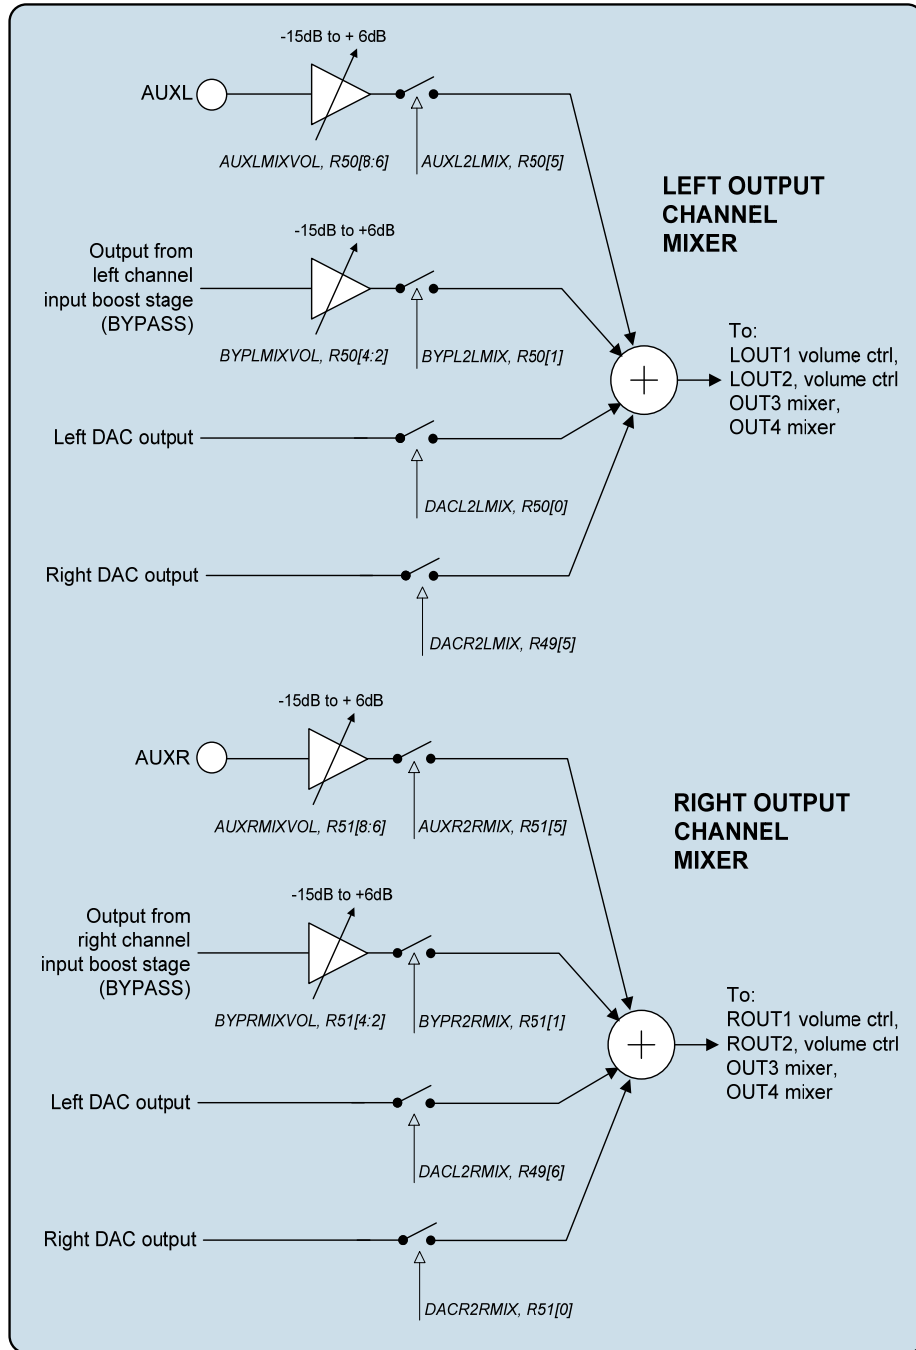 -15dB to + 6dB
AUXL
AUXLMIXVOL, R50[8:6]
AUXL2LMIX, R50[5]
LEFT OUTPUT
CHANNEL
MIXER
-15dB to +6dB
Output from
left channel
input boost stage
(BYPASS)
BYPLMIXVOL, R50[4:2]
BYPL2LMIX, R50[1]
To:
LOUT1 volume ctrl,
LOUT2, volume ctrl
OUT3 mixer,
OUT4 mixer
+
Left DAC output
DACL2LMIX, R50[0]
Right DAC output
DACR2LMIX, R49[5]
-15dB to + 6dB
AUXR
AUXRMIXVOL, R51[8:6]
AUXR2RMIX, R51[5]
RIGHT OUTPUT
CHANNEL
MIXER
-15dB to +6dB
Output from
right channel
input boost stage
(BYPASS)
BYPRMIXVOL, R51[4:2]
BYPR2RMIX, R51[1]
To:
ROUT1 volume ctrl,
ROUT2, volume ctrl
OUT3 mixer,
OUT4 mixer
+
Left DAC output
DACL2RMIX, R49[6]
Right DAC output
DACR2RMIX, R51[0]